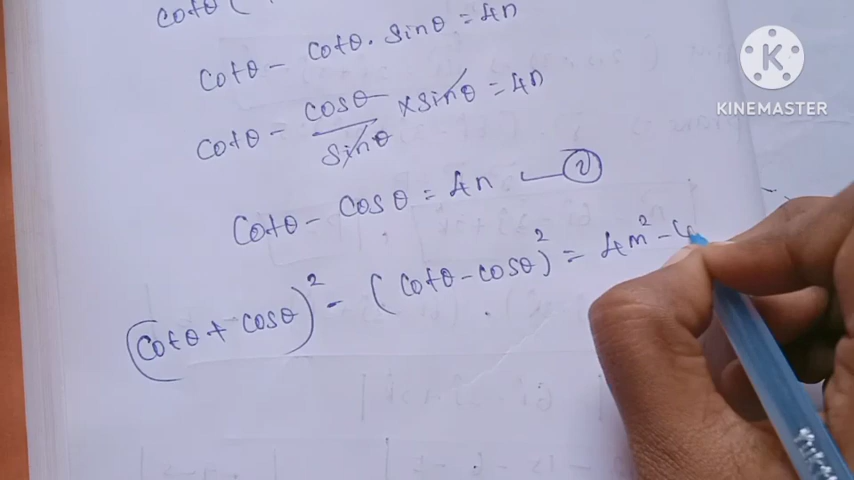 cotθ (
cotθ - cotθ. sinθ = 4n
cotθ - cosθ/sinθ × sinθ = 4n
cotθ - cosθ = 4n
(cotθ + cosθ)² - (cotθ - cosθ)² = 4m² -
K
KINEMASTER